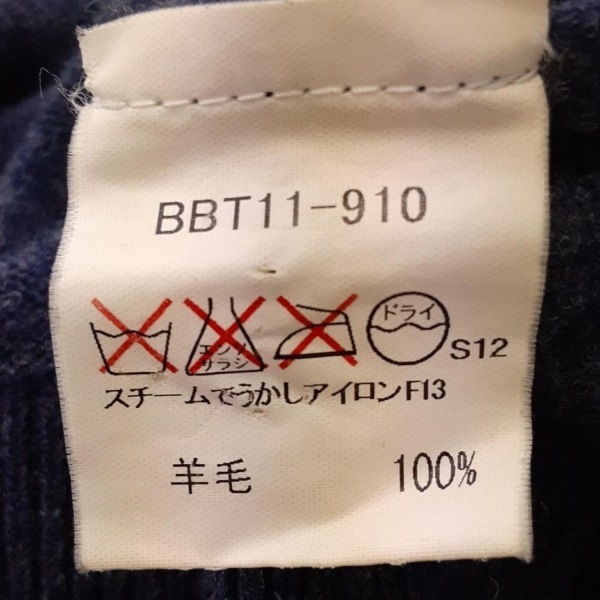 BBT11-910
エンソ
サラシ
ドライ
S12
スチームでうかしアイロンF13
羊毛 100%